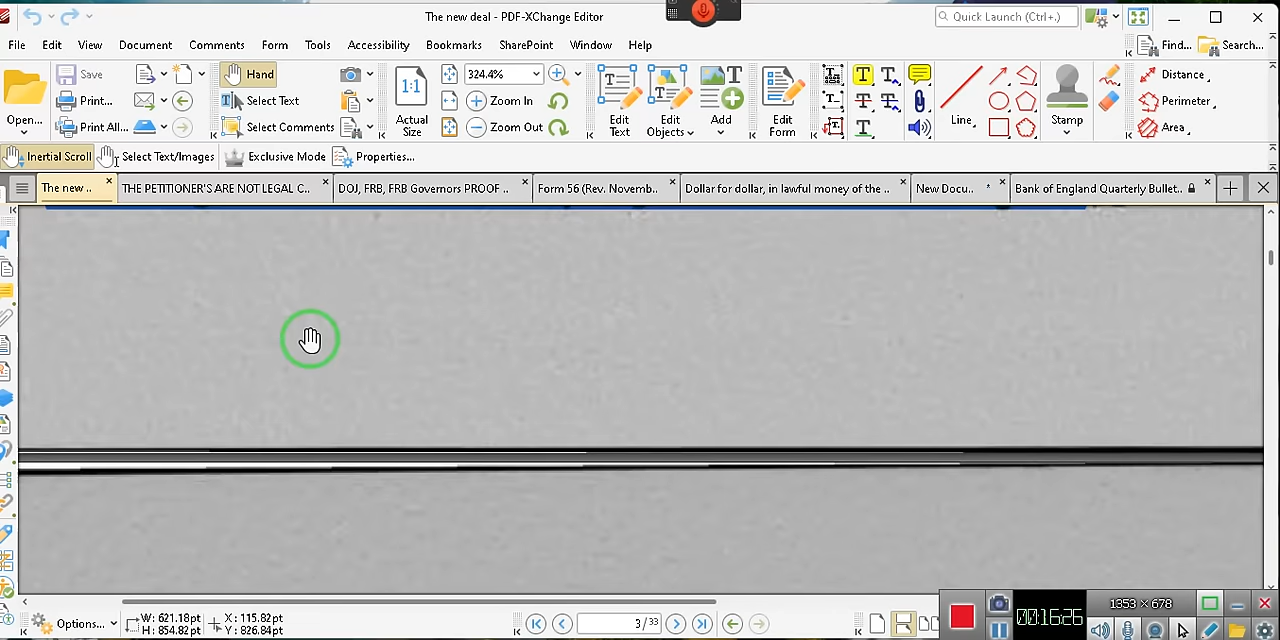 The new deal - PDF-XChange Editor
Quick Launch (Ctrl+.)
File Edit View Document Comments Form Tools Accessibility Bookmarks SharePoint Window Help
Find...
Search...
Open...
Save
Print...
Print All...
Hand
Select Text
Select Comments
1:1
Actual
Size
324.4%
Zoom In
Zoom Out
Edit
Text
Edit
Objects
Add
Edit
Form
Line
Stamp
Distance
Perimeter
Area
Inertial Scroll
Select Text/Images
Exclusive Mode
Properties...
The new ..
THE PETITIONER'S ARE NOT LEGAL C..
DOJ, FRB, FRB Governors PROOF ..
Form 56 (Rev. Novemb..
Dollar for dollar, in lawful money of the ..
New Docu.. *
Bank of England Quarterly Bullet..
Options...
W: 621.18pt
H: 854.82pt
X: 115.82pt
Y: 826.84pt
3 / 33
00:16:26
1353 × 678